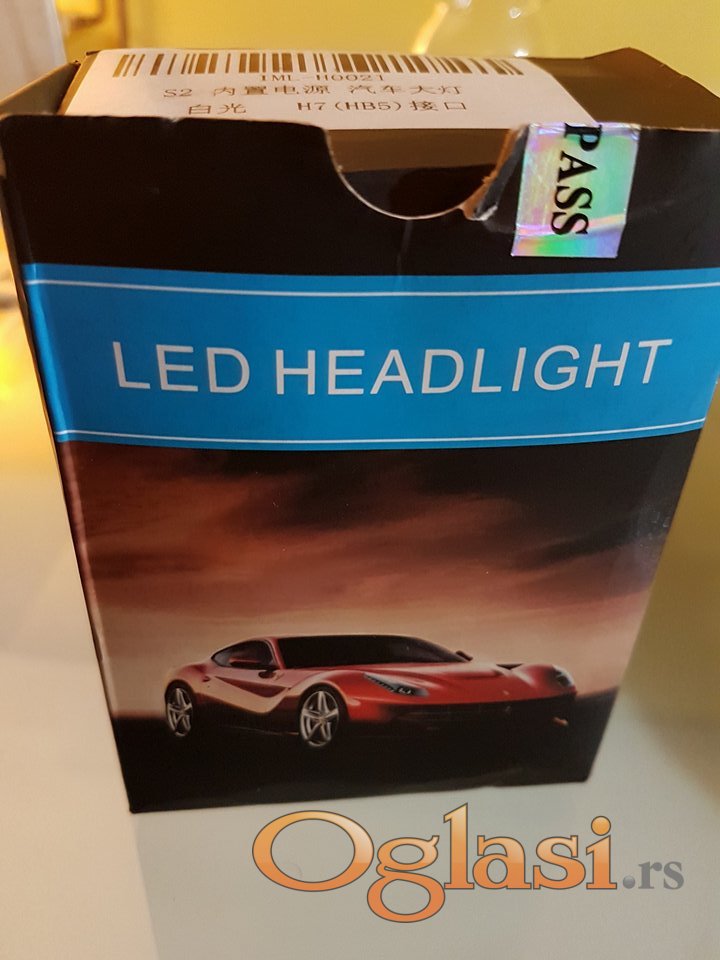 IML-H0021
S2 内置电源 汽车大灯
白光 H7(HB5)接口
PASS
LED HEADLIGHT
Oglasi.rs